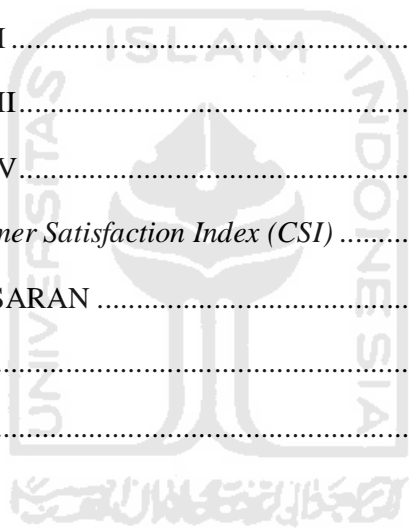 I ........................................................
ISLAM
UNIVERSITAS
INDONESIA
II........................................................
V........................................................
ner Satisfaction Index (CSI) ..........
SARAN ........................................
........................................................
........................................................